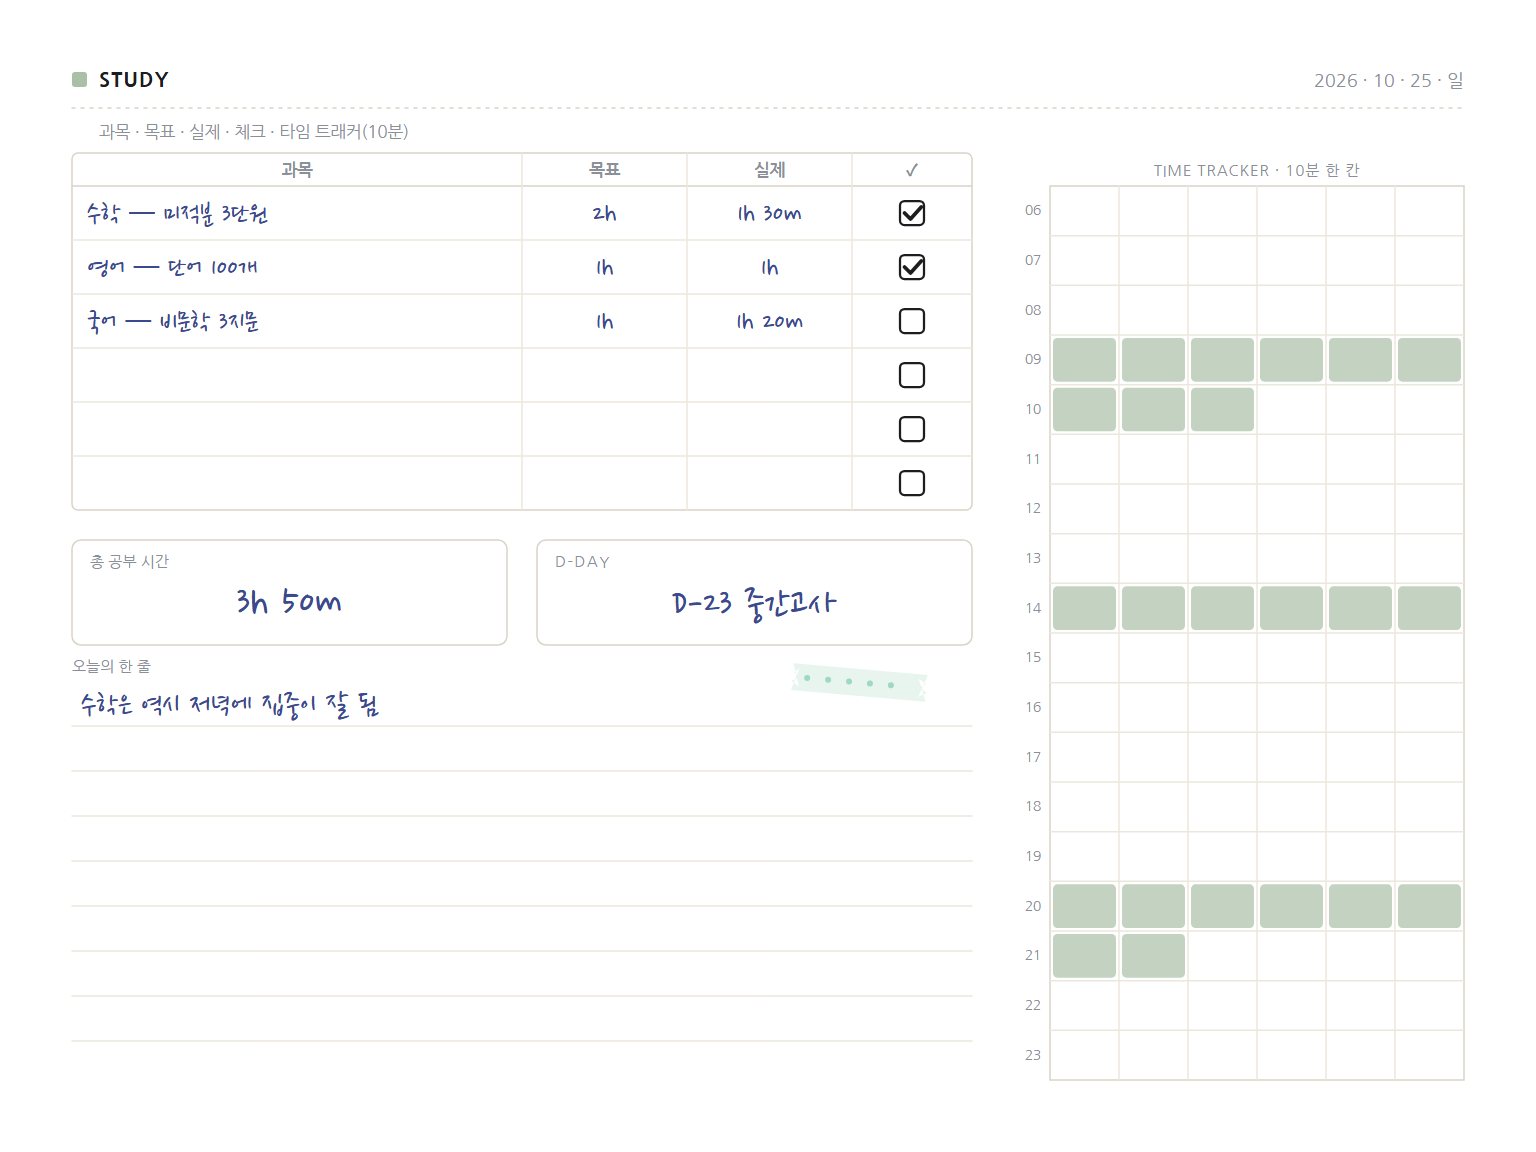 STUDY
2026 · 10 · 25 · 일
과목 · 목표 · 실제 · 체크 · 타임 트래커(10분)
과목 목표 실제 ✓
수학 — 미적분 3단원 2h 1h 30m
영어 — 단어 100개 1h 1h
국어 — 비문학 3지문 1h 1h 20m
총 공부 시간
3h 50m
D-DAY
D-23 중간고사
오늘의 한 줄
수학은 역시 저녁에 집중이 잘 됨
TIME TRACKER · 10분 한 칸
06
07
08
09
10
11
12
13
14
15
16
17
18
19
20
21
22
23